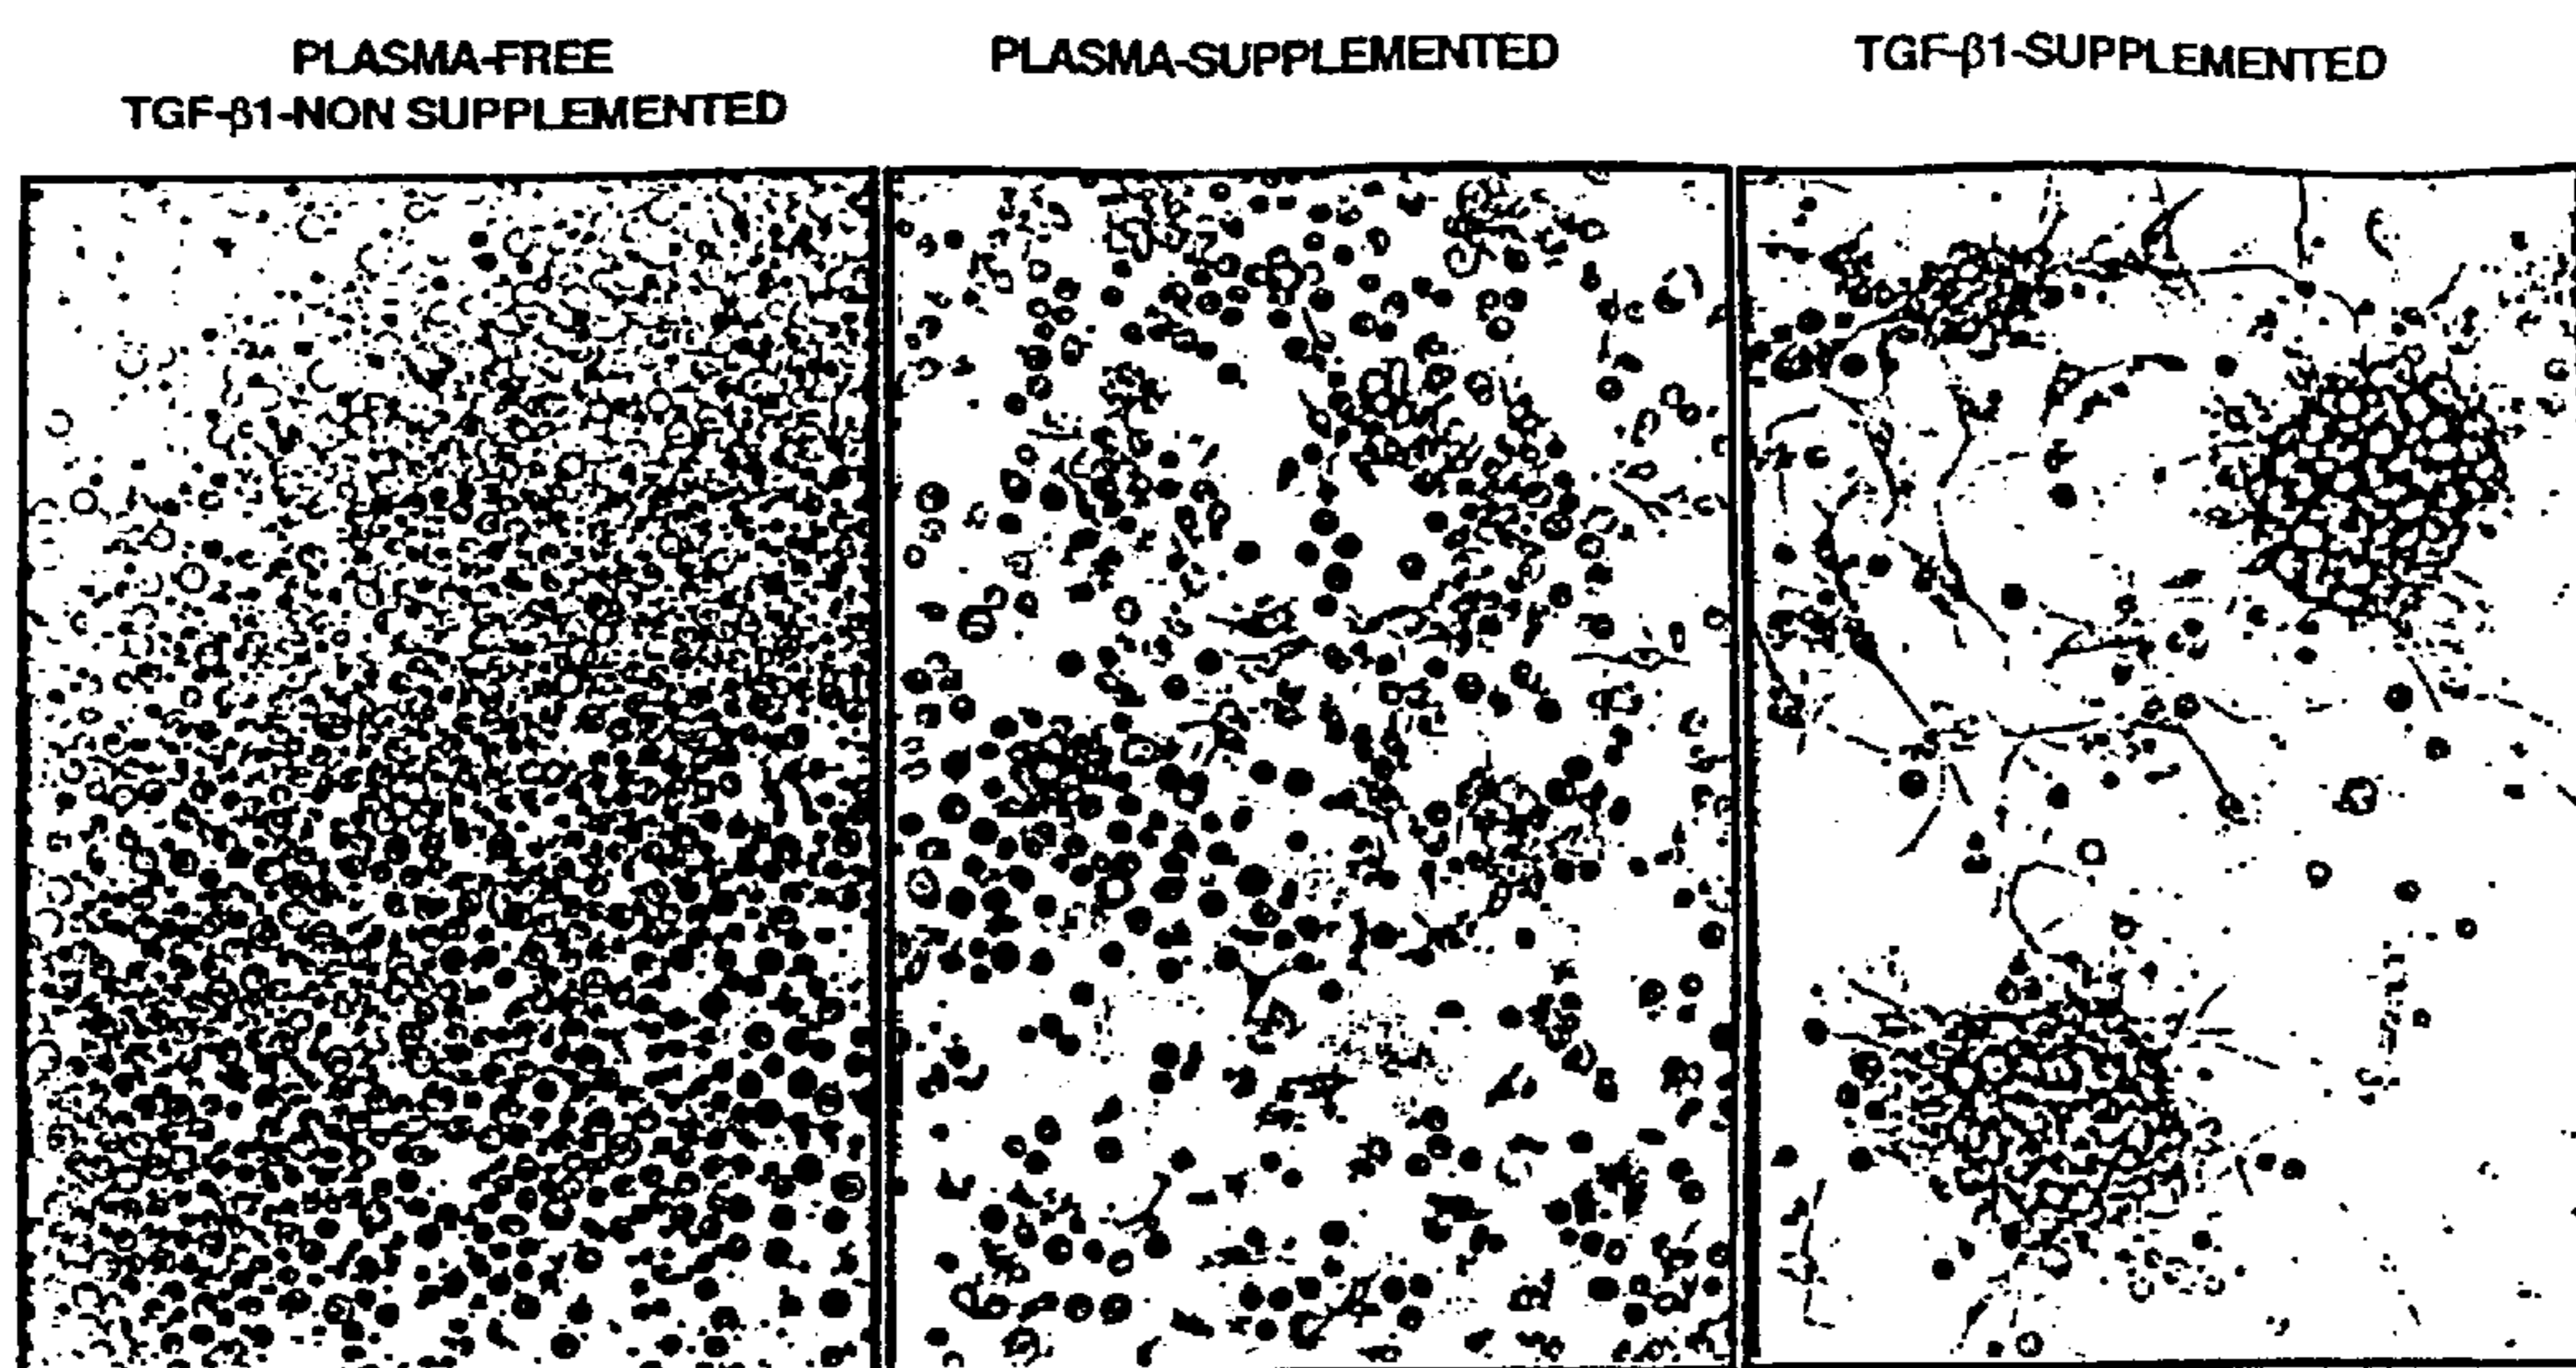 PLASMA-FREE
TGF-β1-NON SUPPLEMENTED
PLASMA-SUPPLEMENTED
TGF-β1-SUPPLEMENTED